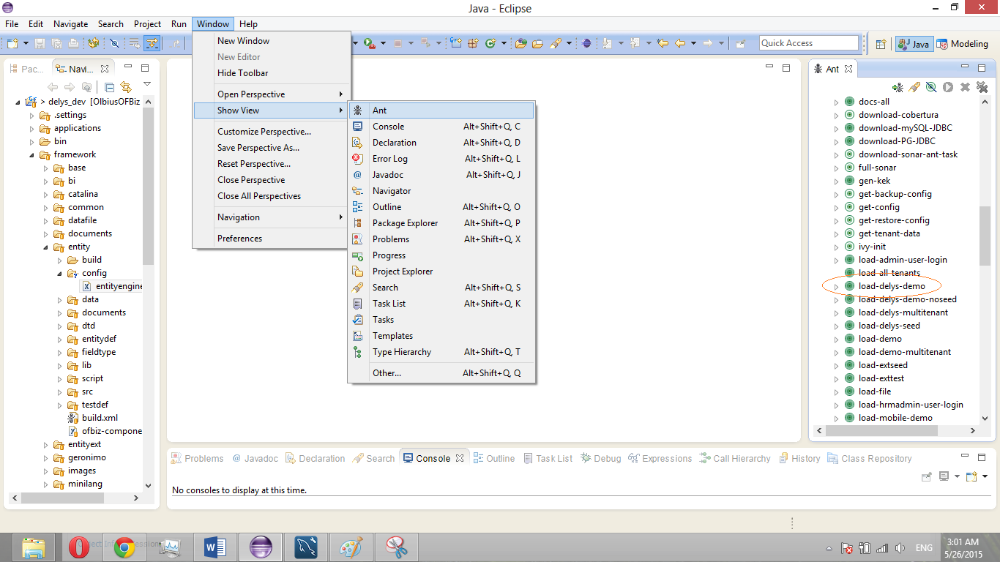 Java - Eclipse
File Edit Navigate Search Project Run Window Help
Quick Access
Java
Modeling
Pac...
Navi...
> delys_dev [OlbiusOFBiz
.settings
applications
bin
framework
base
bi
catalina
common
datafile
documents
entity
build
config
entityengine
data
documents
dtd
entitydef
fieldtype
lib
script
src
testdef
build.xml
ofbiz-compone
entityext
geronimo
images
minilang
New Window
New Editor
Hide Toolbar
Open Perspective
Show View
Customize Perspective...
Save Perspective As...
Reset Perspective...
Close Perspective
Close All Perspectives
Navigation
Preferences
Ant
Console Alt+Shift+Q, C
Declaration Alt+Shift+Q, D
Error Log Alt+Shift+Q, L
Javadoc Alt+Shift+Q, J
Navigator
Outline Alt+Shift+Q, O
Package Explorer Alt+Shift+Q, P
Problems Alt+Shift+Q, X
Progress
Project Explorer
Search Alt+Shift+Q, S
Task List Alt+Shift+Q, K
Tasks
Templates
Type Hierarchy Alt+Shift+Q, T
Other... Alt+Shift+Q, Q
Ant
docs-all
download-cobertura
download-mySQL-JDBC
download-PG-JDBC
download-sonar-ant-task
full-sonar
gen-kek
get-backup-config
get-config
get-restore-config
get-tenant-data
ivy-init
load-admin-user-login
load-all-tenants
load-delys-demo
load-delys-demo-noseed
load-delys-multitenant
load-delys-seed
load-demo
load-demo-multitenant
load-extseed
load-exttest
load-file
load-hrmadmin-user-login
load-mobile-demo
Problems Javadoc Declaration Search Console Outline Task List Debug Expressions Call Hierarchy History Class Repository
No consoles to display at this time.
ENG
3:01 AM
5/26/2015